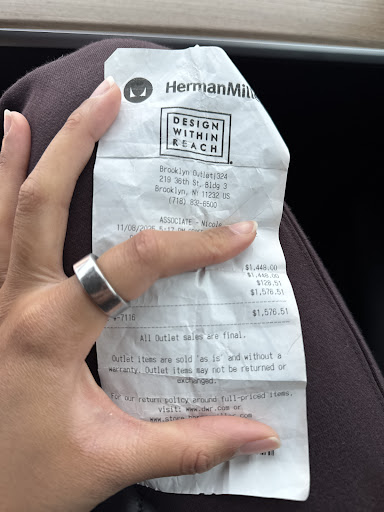 HermanMill
DESIGN
WITHIN
REACH
Brooklyn Outlet|324
219 36th St, Bldg 3
Brooklyn, NY 11232 US
(718) 832-6500
ASSOCIATE - Nicole
$1,448.00
$1,448.00
$128.51
$1,576.51
-7116 $1,576.51
All Outlet sales are final.
Outlet items are sold "as is" and without a
warranty. Outlet items may not be returned or
exchanged.
For our return policy around full-priced items,
visit: www.dwr.com or